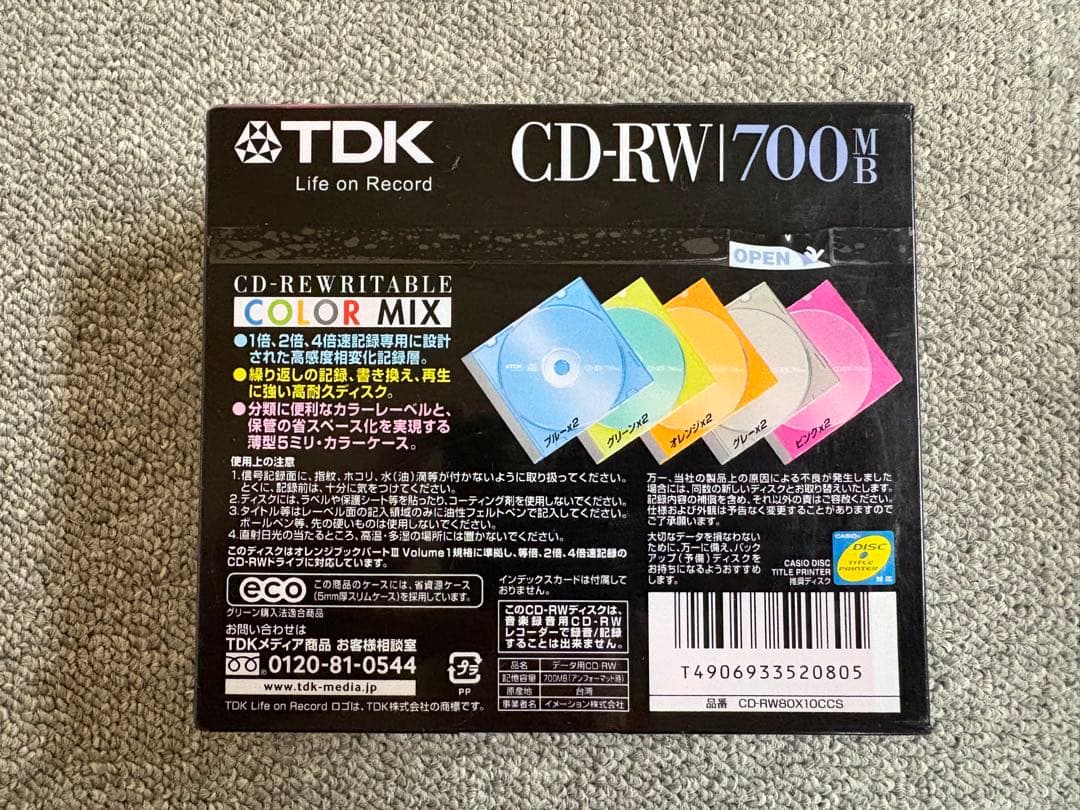 TDK
Life on Record
CD-RW 700MB
OPEN
CD-REWRITABLE
COLOR MIX
●1倍、2倍、4倍速記録専用に設計
された高感度相変化記録層。
●繰り返しの記録、書き換え、再生
に強い高耐久ディスク。
●分類に便利なカラーレーベルと、
保管の省スペース化を実現する
薄型5ミリ・カラーケース。
TDK
ブルー×2
グリーン×2
オレンジ×2
グレー×2
ピンク×2
使用上の注意
1.信号記録面に、指紋、ホコリ、水(油)滴等が付かないように取り扱ってください。
とくに、記録前は、十分に気をつけてください。
2.ディスクには、ラベルや保護シート等を貼ったり、コーティング剤を使用しないでください。
3.タイトル等はレーベル面の記入領域のみに油性フェルトペンで記入してください。
ボールペン等、先の硬いものは使用しないでください。
4.直射日光の当たるところ、高温・多湿の場所には置かないでください。
このディスクはオレンジブックパートⅢ Volume1規格に準拠し、等倍、2倍、4倍速記録の
CD-RWドライブに対応しています。
eco
この商品のケースには、省資源ケース
(5mm厚スリムケース)を採用しています。
グリーン購入法適合商品
お問い合わせは
TDKメディア商品 お客様相談室
0120-81-0544
www.tdk-media.jp
プラ
PP
TDK Life on Record ロゴは、TDK株式会社の商標です。
インデックスカードは付属して
おりません。
このCD-RWディスクは、
音楽録音用CD-RW
レコーダーで録音/記録
することは出来ません。
品名 データ用CD-RW
記憶容量 700MB(アンフォーマット時)
原産地 台湾
事業者名 イメーション株式会社
万一、当社の製品上の原因による不良が発生しました
場合には、同数の新しいディスクとお取り替えいたします。
記録内容の補償を含め、それ以外の責はご容赦ください。
仕様および外観は予告なく変更することがありますので
ご了承願います。
大切なデータを損なわない
ために、万一に備え、バック
アップ(予備)ディスクを
お持ちになるようおすすめ
します。
CASIO DISC
TITLE PRINTER
推奨ディスク
CASIO
DISC
TITLE
PRINTER
対応
T4906933520805
品番 CD-RW80X10CCS